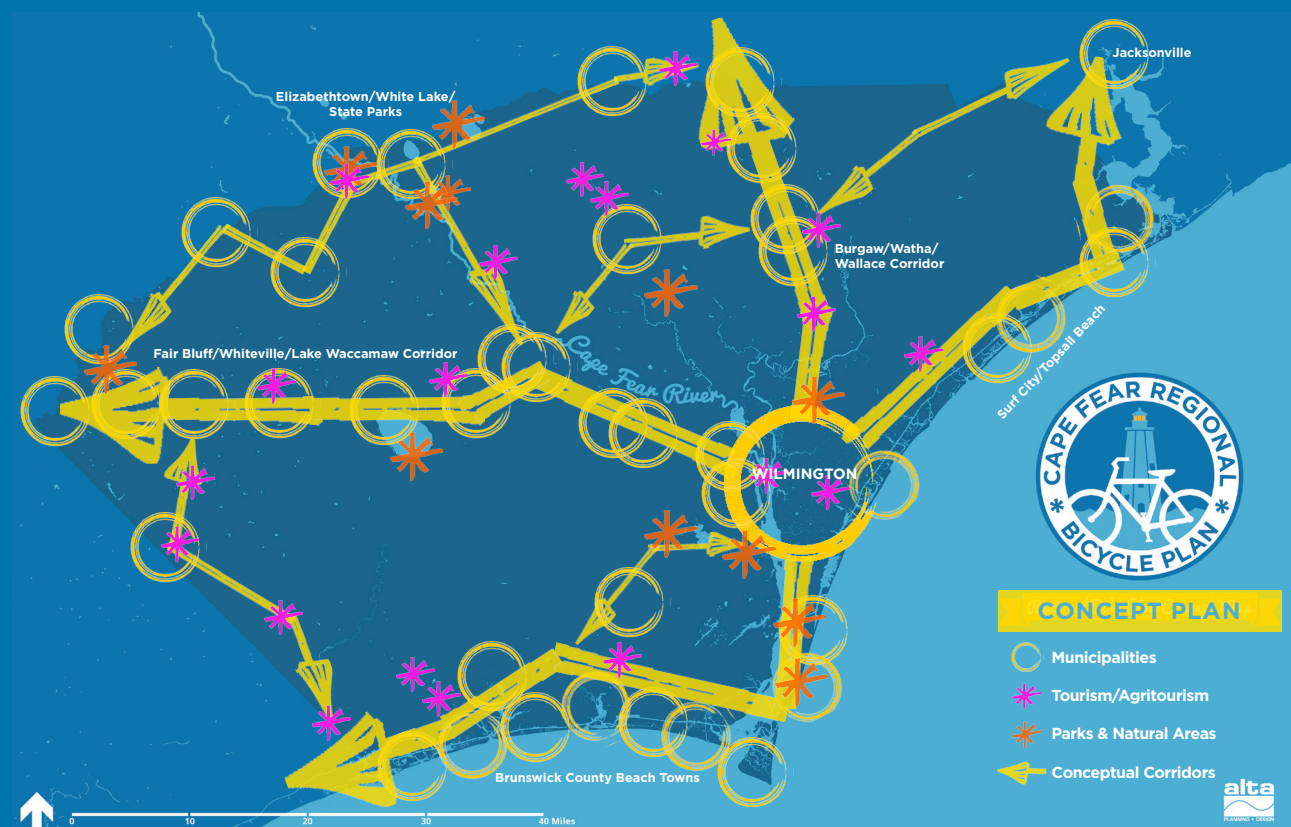 Jacksonville
Elizabethtown/White Lake/
State Parks
Burgaw/Watha/
Wallace Corridor
Fair Bluff/Whiteville/Lake Waccamaw Corridor
Cape Fear River
Surf City/Topsail Beach
WILMINGTON
CAPE FEAR REGIONAL
BICYCLE PLAN
CONCEPT PLAN
Municipalities
Tourism/Agritourism
Parks & Natural Areas
Conceptual Corridors
Brunswick County Beach Towns
0 10 20 30 40 Miles
alta
PLANNING + DESIGN